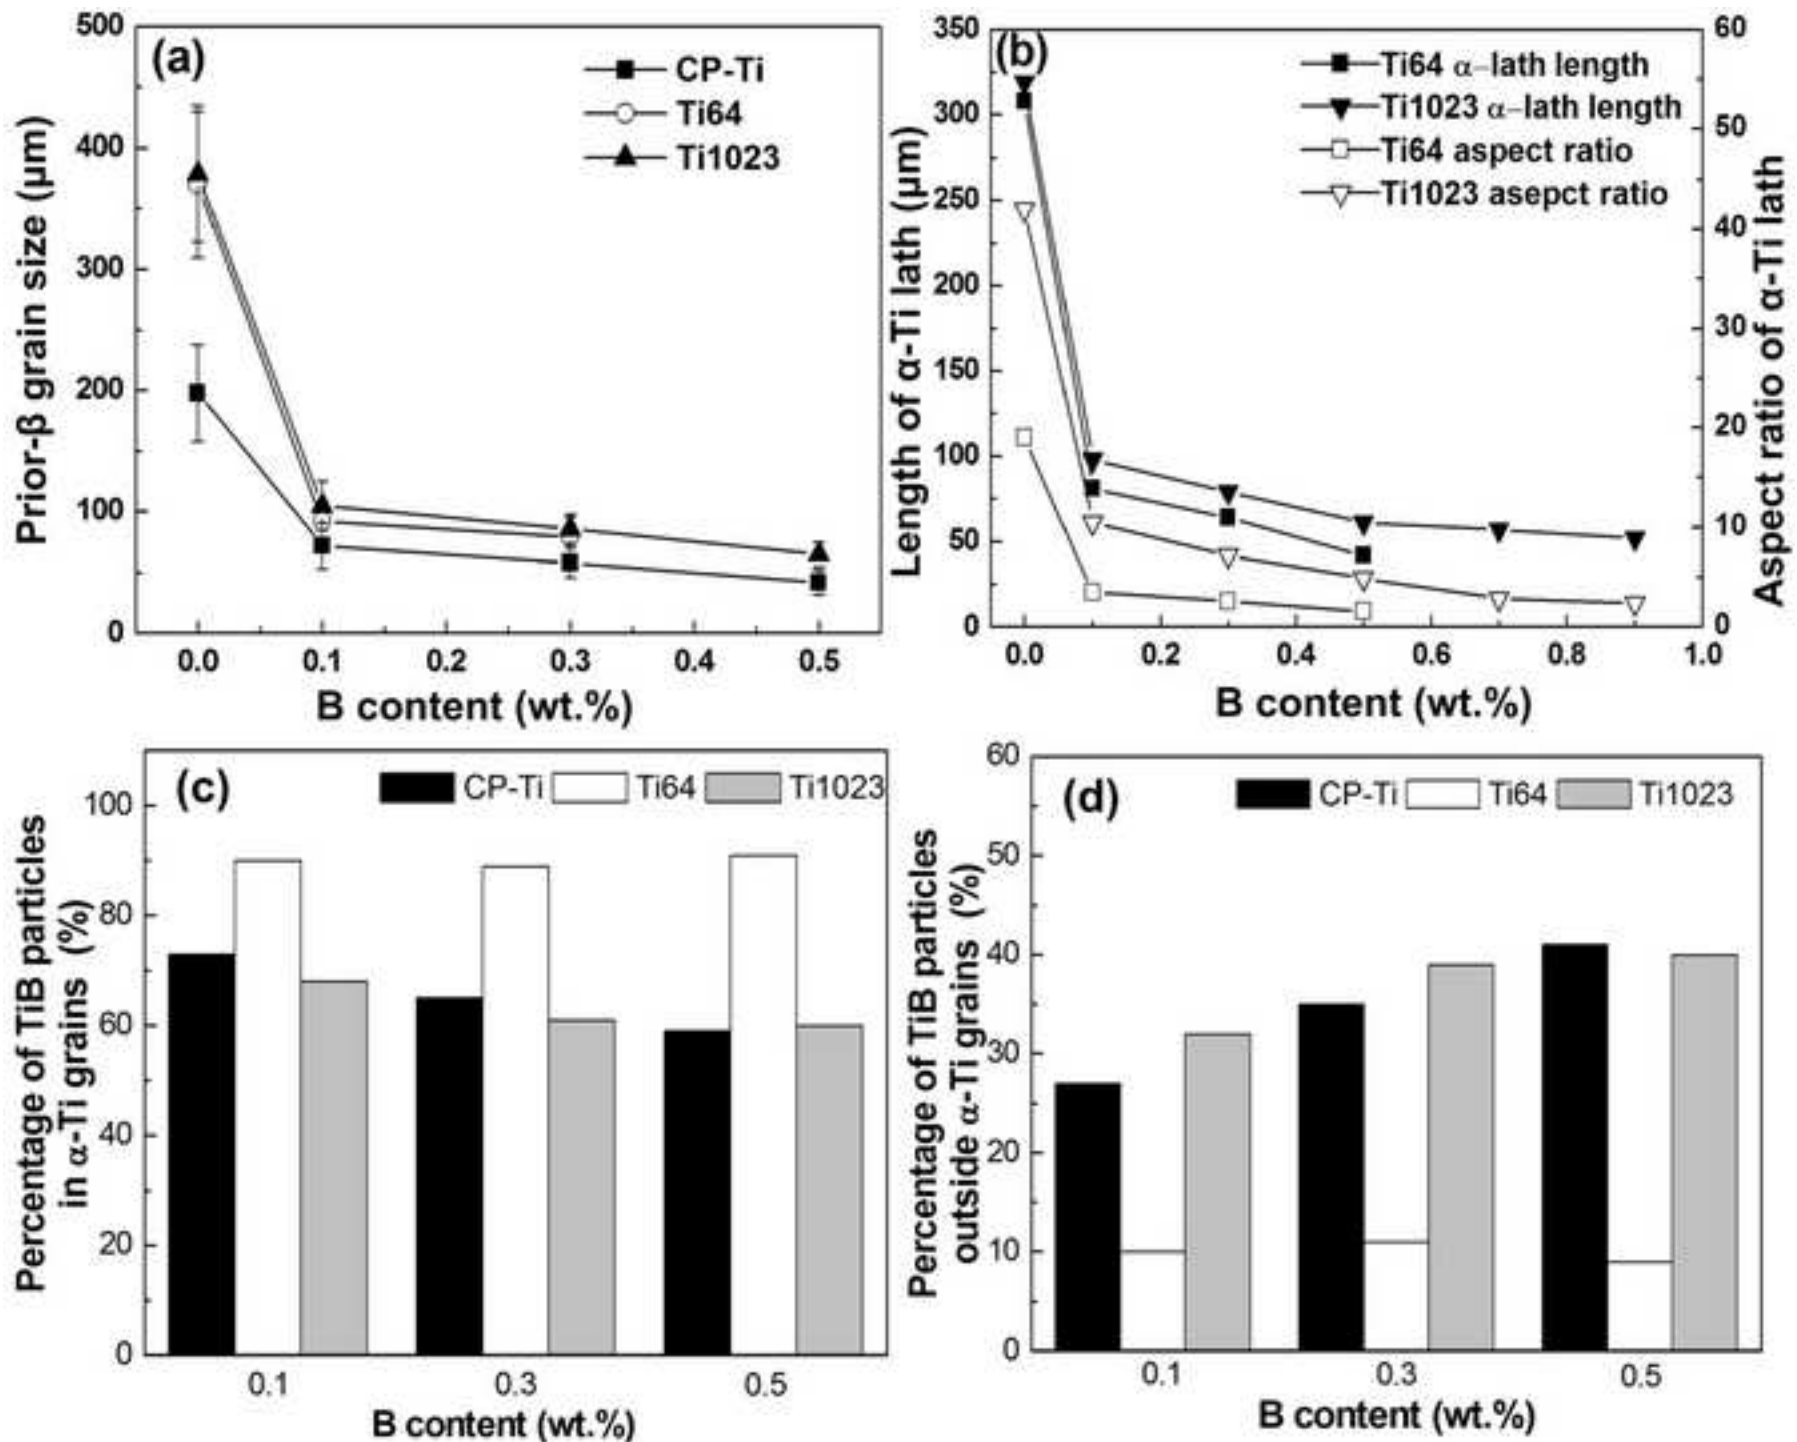 (a)
CP-Ti
Ti64
Ti1023
500
400
300
200
100
0
Prior-β grain size (μm)
0.0 0.1 0.2 0.3 0.4 0.5
B content (wt.%)
(b)
Ti64 α–lath length
Ti1023 α–lath length
Ti64 aspect ratio
Ti1023 asepct ratio
350
300
250
200
150
100
50
0
Length of α-Ti lath (μm)
60
50
40
30
20
10
0
Aspect ratio of α-Ti lath
0.0 0.2 0.4 0.6 0.8 1.0
B content (wt.%)
(c)
CP-Ti Ti64 Ti1023
100
80
60
40
20
0
Percentage of TiB particles
in α-Ti grains (%)
0.1 0.3 0.5
B content (wt.%)
(d)
CP-Ti Ti64 Ti1023
60
50
40
30
20
10
0
Percentage of TiB particles
outside α-Ti grains (%)
0.1 0.3 0.5
B content (wt.%)